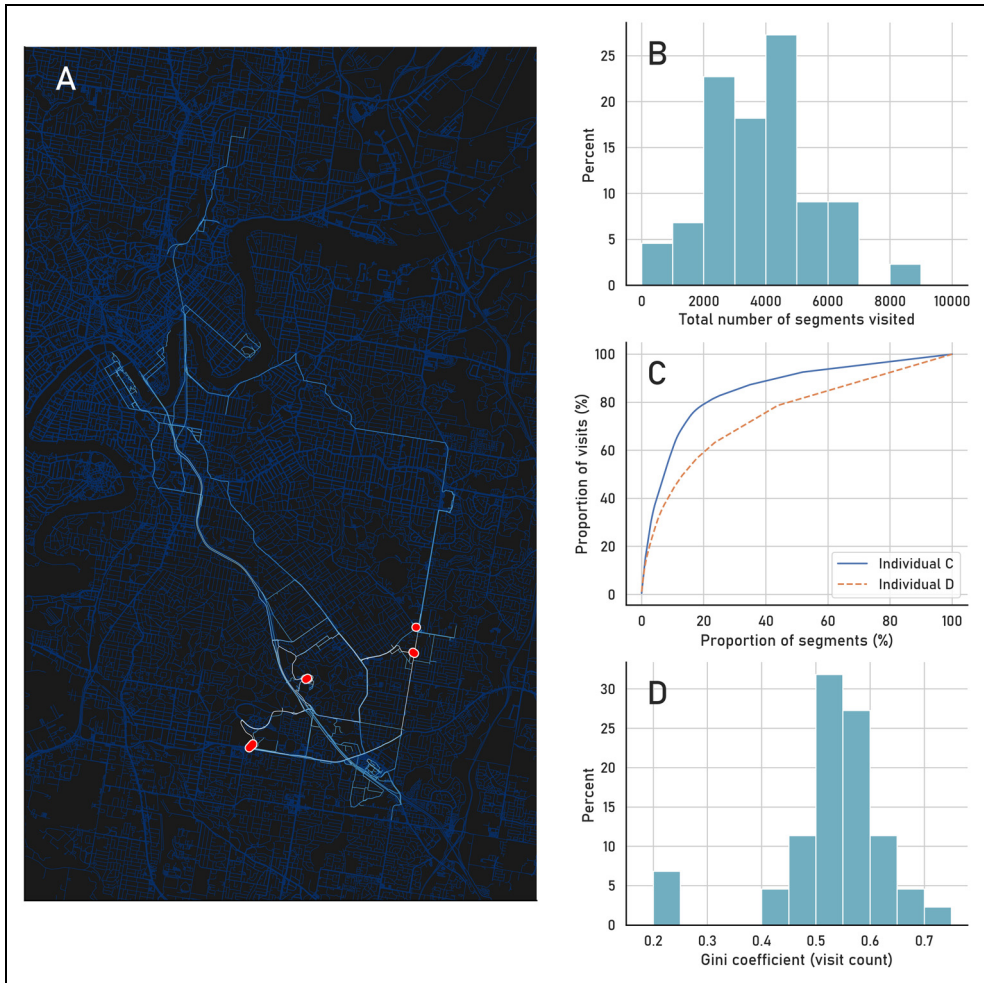 A
B
Percent
25
20
15
10
5
0
0 2000 4000 6000 8000 10000
Total number of segments visited
C
Proportion of visits (%)
100
80
60
40
20
0
Individual C
Individual D
0 20 40 60 80 100
Proportion of segments (%)
D
Percent
30
25
20
15
10
5
0
0.2 0.3 0.4 0.5 0.6 0.7
Gini coefficient (visit count)